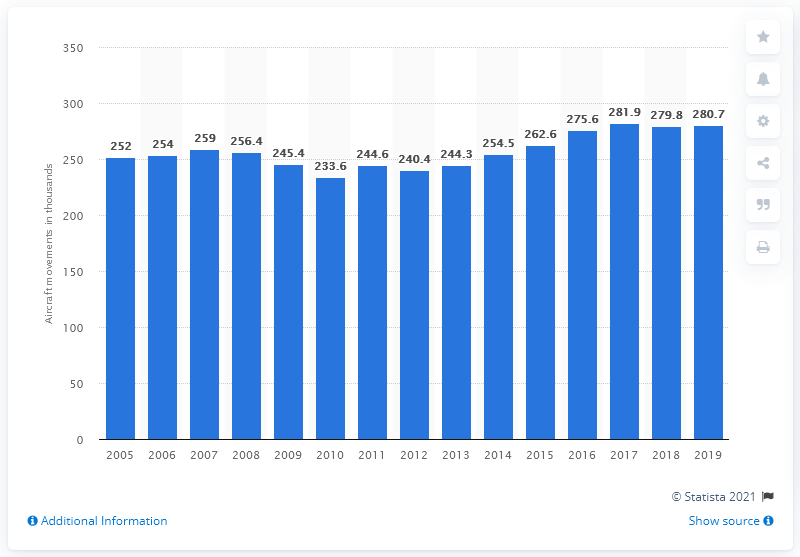 350
300
250
200
150
100
50
0
Aircraft movements in thousands
252 254 259 256.4 245.4 233.6 244.6 240.4 244.3 254.5 262.6 275.6 281.9 279.8 280.7
2005 2006 2007 2008 2009 2010 2011 2012 2013 2014 2015 2016 2017 2018 2019
© Statista 2021
Additional Information
Show source